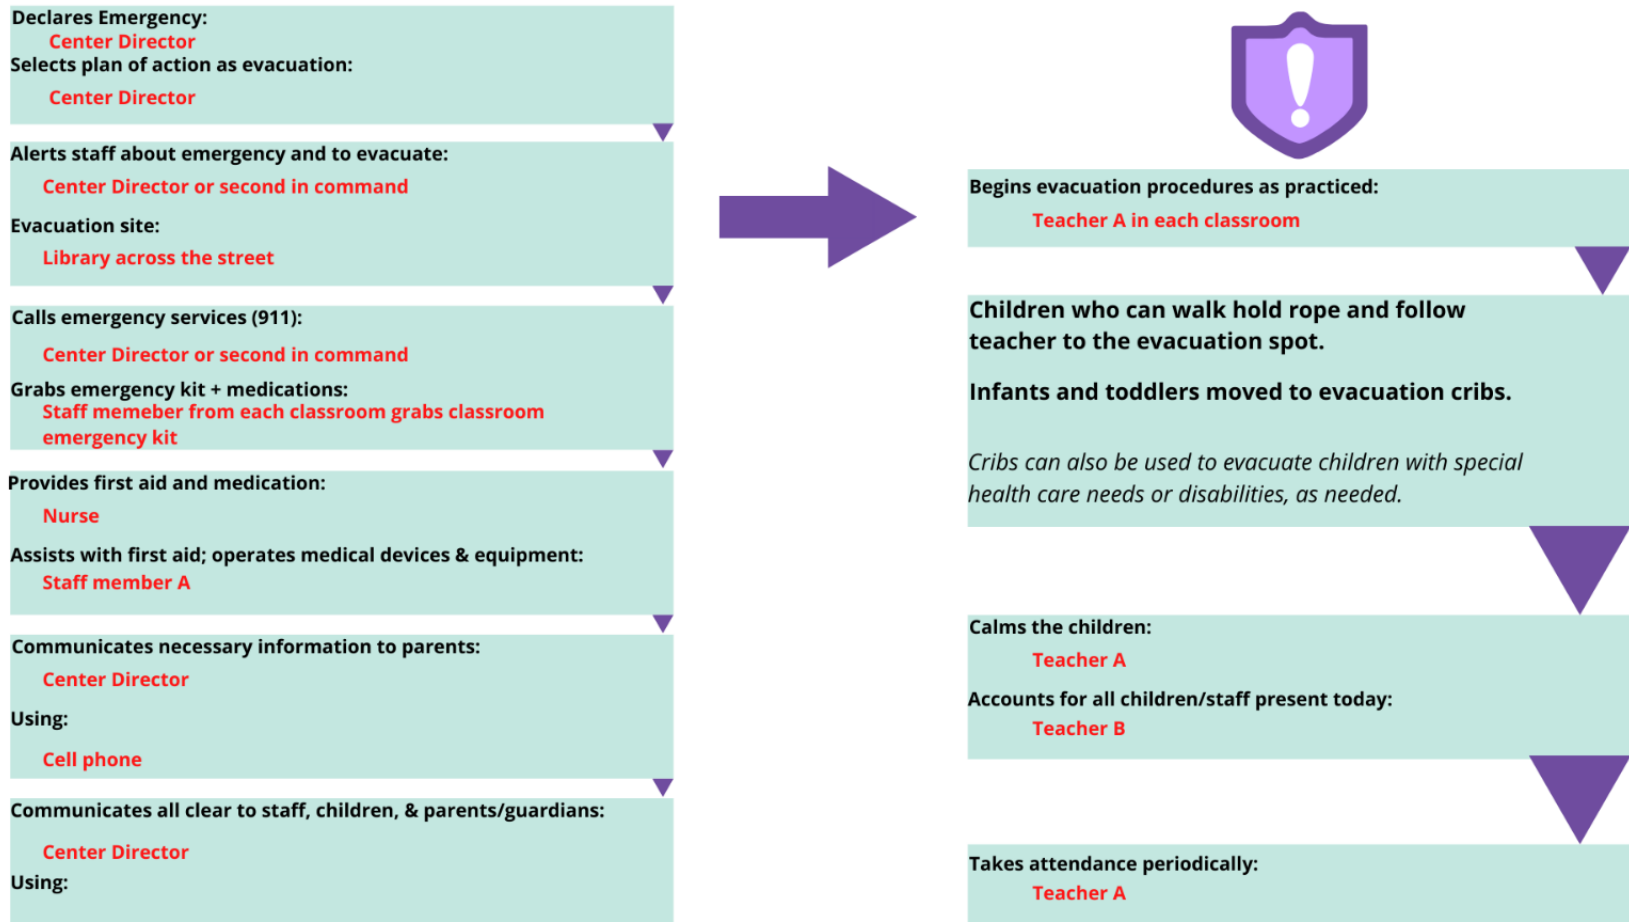 Declares Emergency:
Center Director
Selects plan of action as evacuation:
Center Director
Alerts staff about emergency and to evacuate:
Center Director or second in command
Evacuation site:
Library across the street
Calls emergency services (911):
Center Director or second in command
Grabs emergency kit + medications:
Staff memeber from each classroom grabs classroom
emergency kit
Provides first aid and medication:
Nurse
Assists with first aid; operates medical devices & equipment:
Staff member A
Communicates necessary information to parents:
Center Director
Using:
Cell phone
Communicates all clear to staff, children, & parents/guardians:
Center Director
Using:
Begins evacuation procedures as practiced:
Teacher A in each classroom
Children who can walk hold rope and follow
teacher to the evacuation spot.
Infants and toddlers moved to evacuation cribs.
Cribs can also be used to evacuate children with special
health care needs or disabilities, as needed.
Calms the children:
Teacher A
Accounts for all children/staff present today:
Teacher B
Takes attendance periodically:
Teacher A